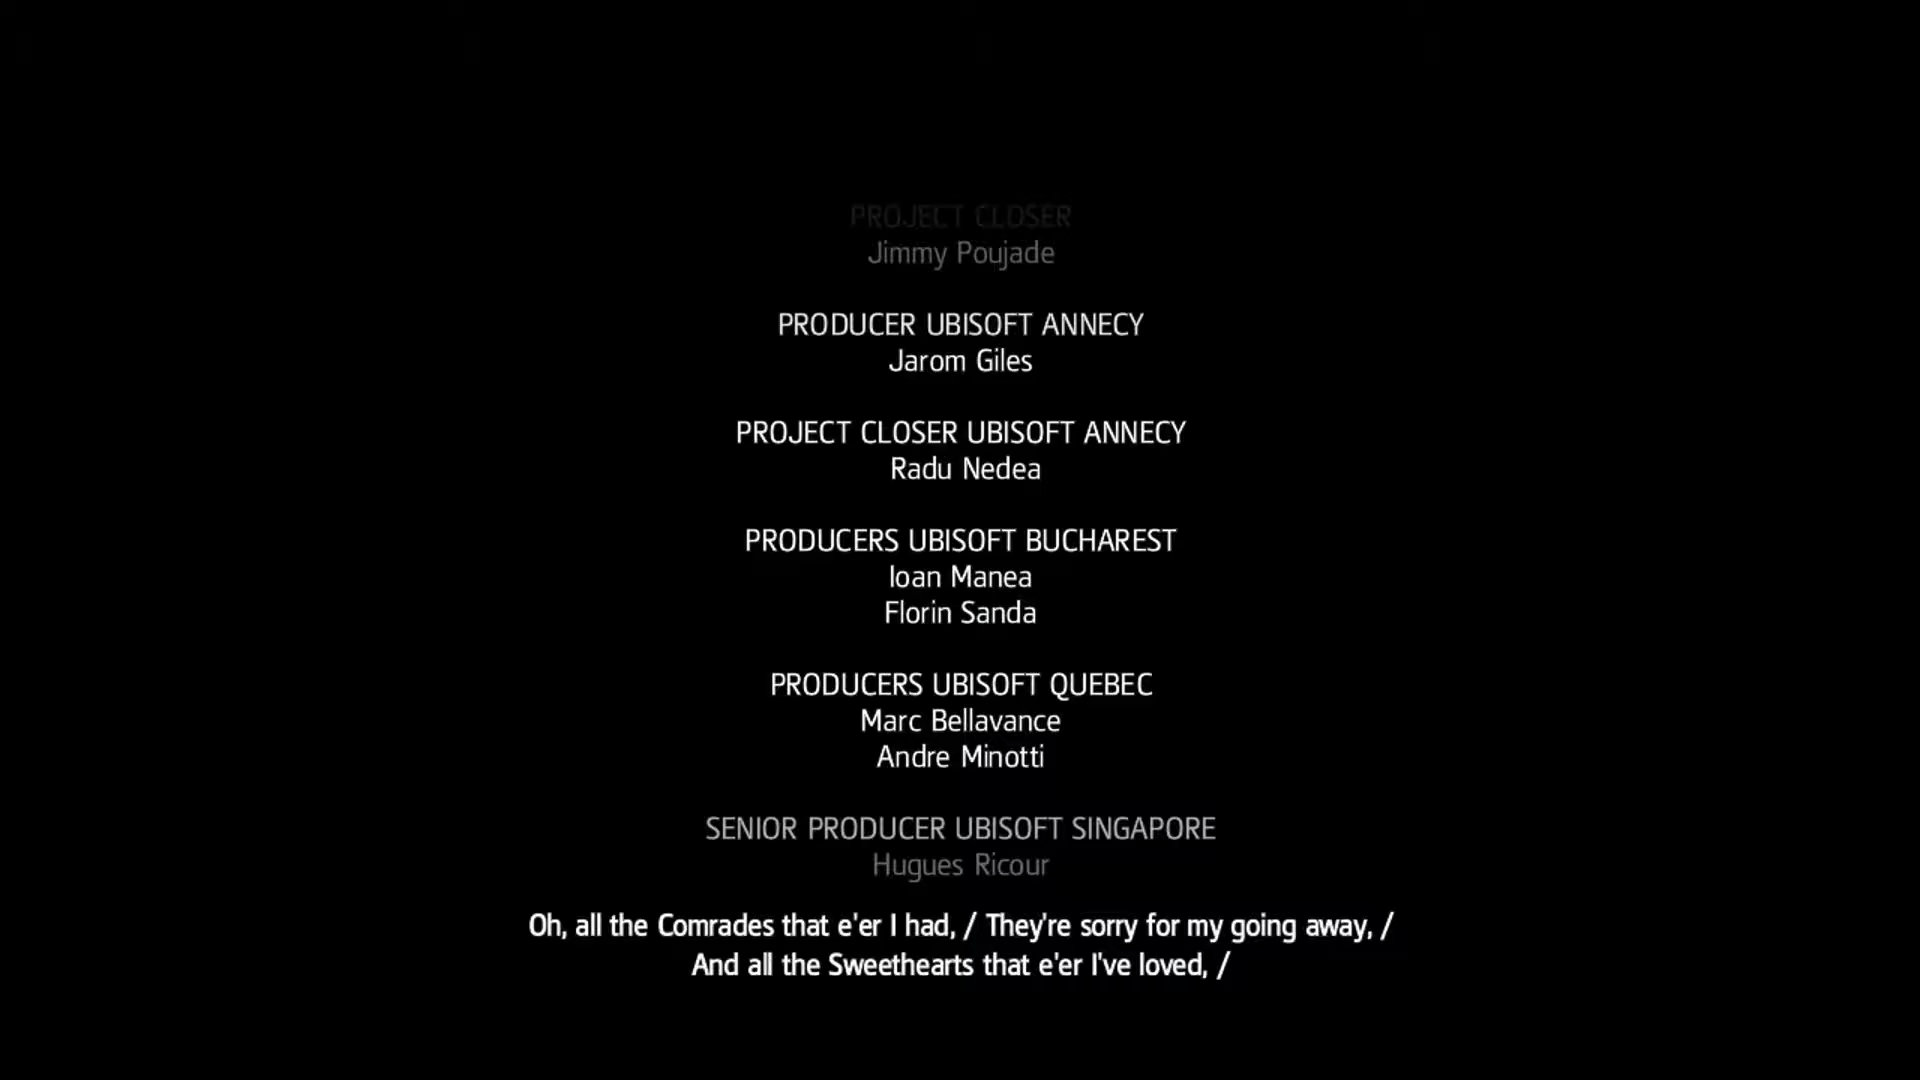 PROJECT CLOSER
Jimmy Poujade
PRODUCER UBISOFT ANNECY
Jarom Giles
PROJECT CLOSER UBISOFT ANNECY
Radu Nedea
PRODUCERS UBISOFT BUCHAREST
Ioan Manea
Florin Sanda
PRODUCERS UBISOFT QUEBEC
Marc Bellavance
Andre Minotti
SENIOR PRODUCER UBISOFT SINGAPORE
Hugues Ricour
Oh, all the Comrades that e'er I had, / They're sorry for my going away, /
And all the Sweethearts that e'er I've loved, /